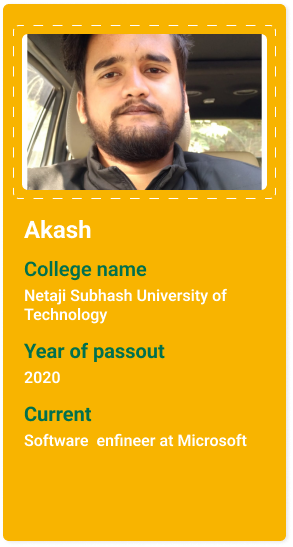 Akash
College name
Netaji Subhash University of
Technology
Year of passout
2020
Current
Software  enfineer at Microsoft